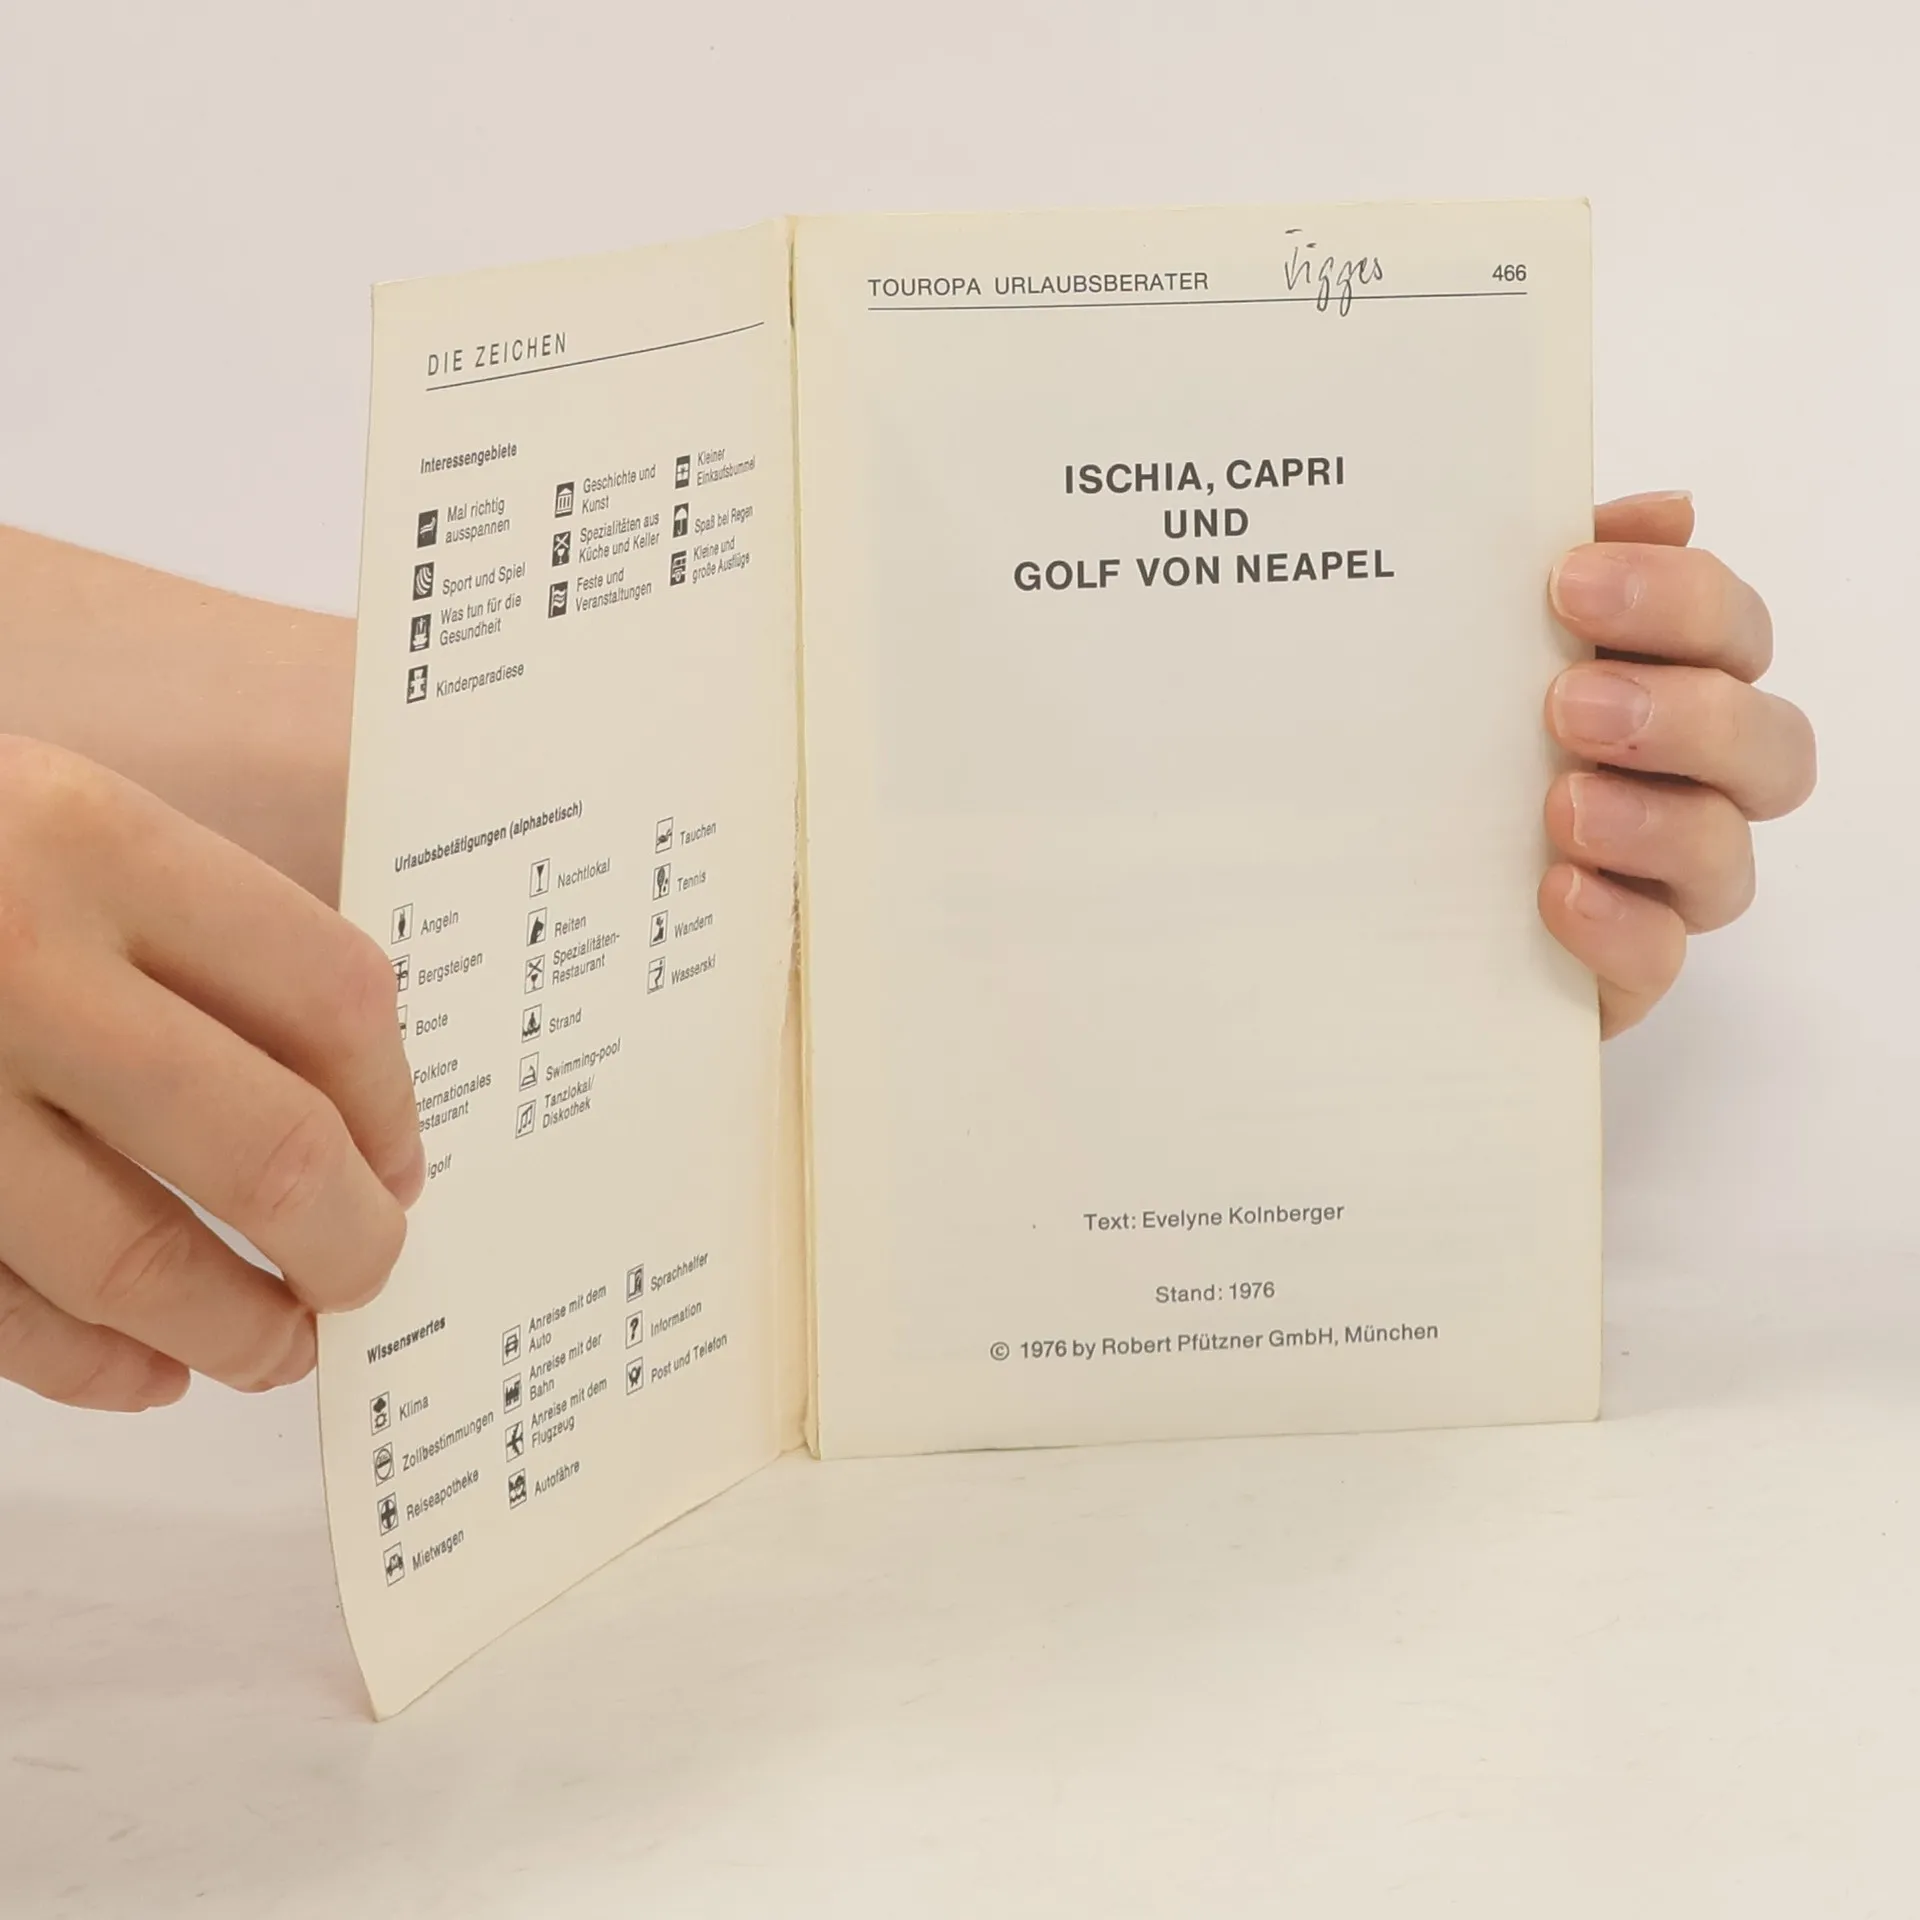 DIE ZEICHEN
Interessengebiete
Mal richtig
ausspannen
Sport und Spiel
Was tun für die
Gesundheit
Kinderparadiese
Geschichte und
Kunst
Spezialitäten aus
Küche und Keller
Feste und
Veranstaltungen
Kleiner
Einkaufsbummel
Spaß bei Regen
Kleine und
große Ausflüge
Urlaubsbetätigungen (alphabetisch)
Angeln
Bergsteigen
Boote
Folklore
nternationales
estaurant
igolf
Nachtlokal
Reiten
Spezialitäten-
Restaurant
Strand
Swimming-pool
Tanzlokal/
Diskothek
Tauchen
Tennis
Wandern
Wasserski
Wissenswertes
Klima
Zollbestimmungen
Reiseapotheke
Mietwagen
Anreise mit dem
Auto
Anreise mit der
Bahn
Anreise mit dem
Flugzeug
Autofähre
Sprachhelfer
Information
Post und Telefon
TOUROPA URLAUBSBERATER 466
ISCHIA, CAPRI
UND
GOLF VON NEAPEL
Text: Evelyne Kolnberger
Stand: 1976
© 1976 by Robert Pfützner GmbH, München